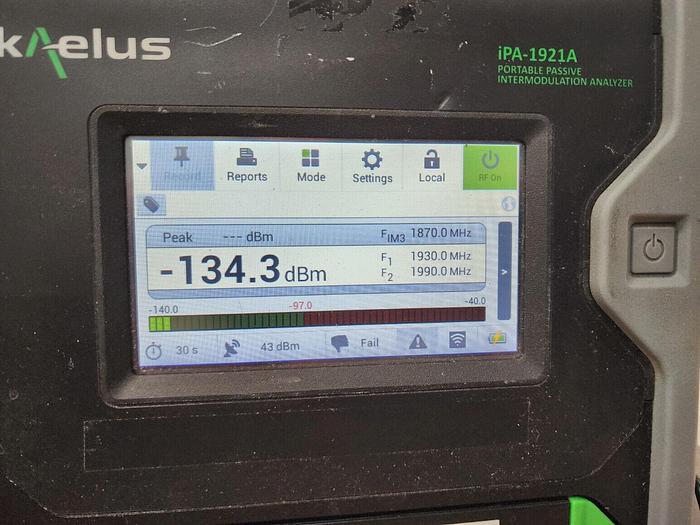 kAelus
iPA-1921A
PORTABLE PASSIVE
INTERMODULATION ANALYZER
Record Reports Mode Settings Local RF On
Peak --- dBm FIM3 1870.0 MHz
-134.3 dBm F1 1930.0 MHz
F2 1990.0 MHz
-140.0 -97.0 -40.0
30 s 43 dBm Fail